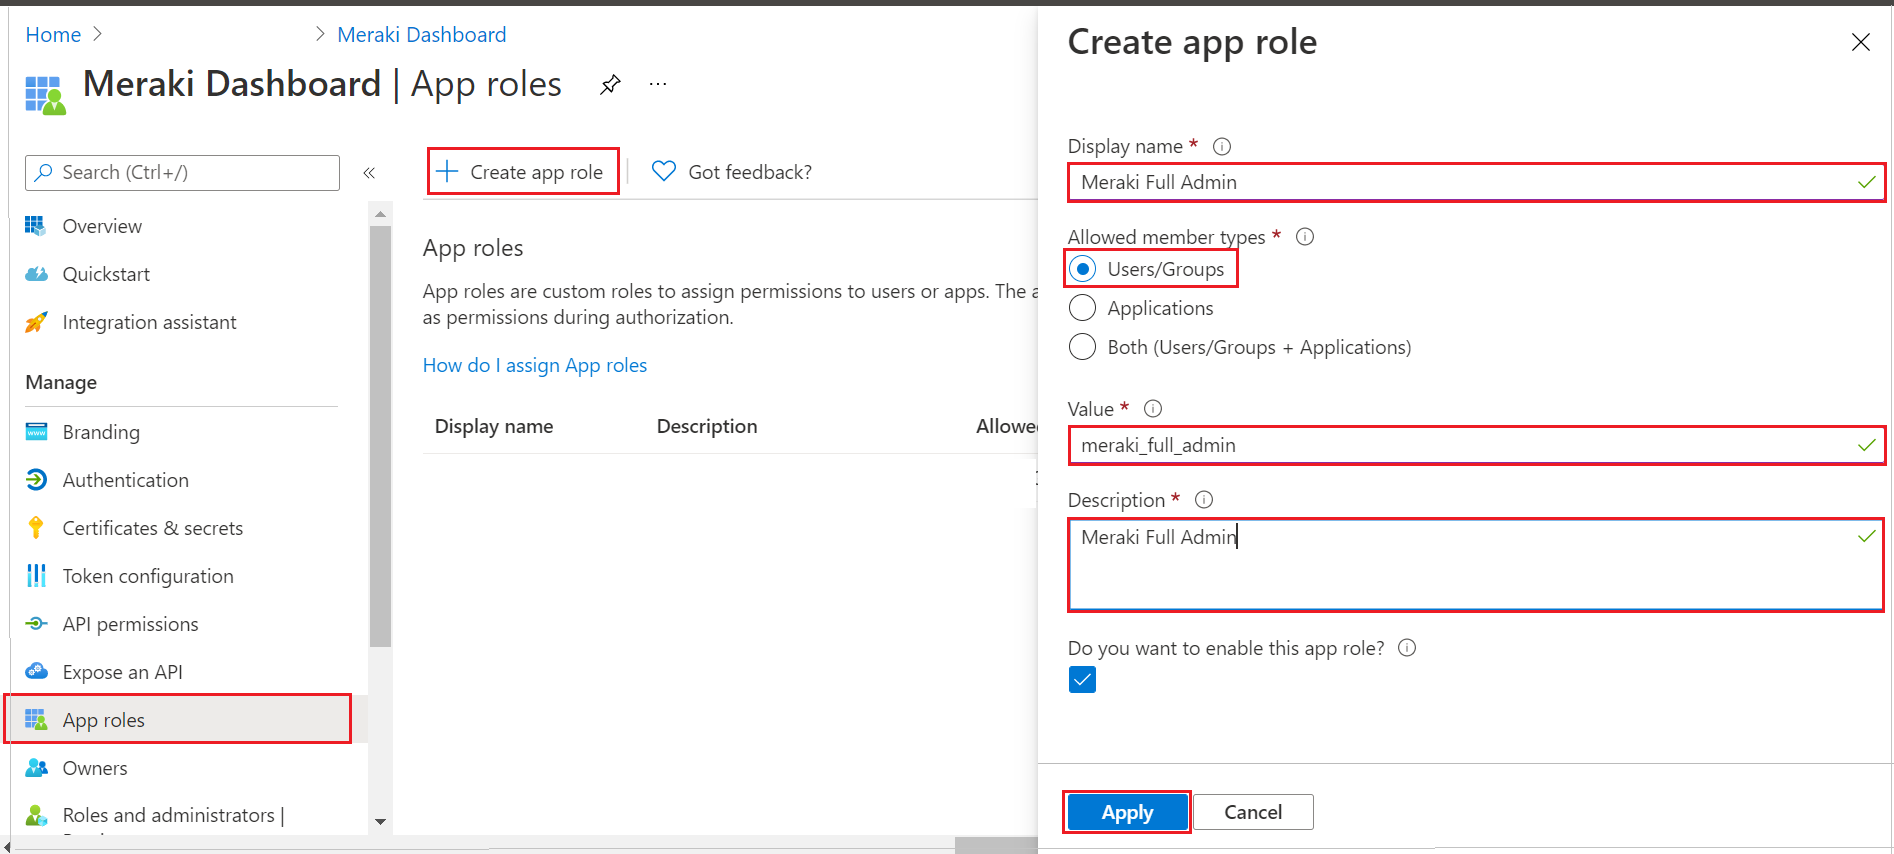 Home > > Meraki Dashboard
Meraki Dashboard | App roles ...
Search (Ctrl+/) «
Overview
Quickstart
Integration assistant
Manage
Branding
Authentication
Certificates & secrets
Token configuration
API permissions
Expose an API
App roles
Owners
Roles and administrators |
+ Create app role
Got feedback?
App roles
App roles are custom roles to assign permissions to users or apps. The a
as permissions during authorization.
How do I assign App roles
Display name Description Allowe
Create app role
Display name *
Meraki Full Admin
Allowed member types *
Users/Groups
Applications
Both (Users/Groups + Applications)
Value *
meraki_full_admin
Description *
Meraki Full Admin
Do you want to enable this app role?
Apply Cancel